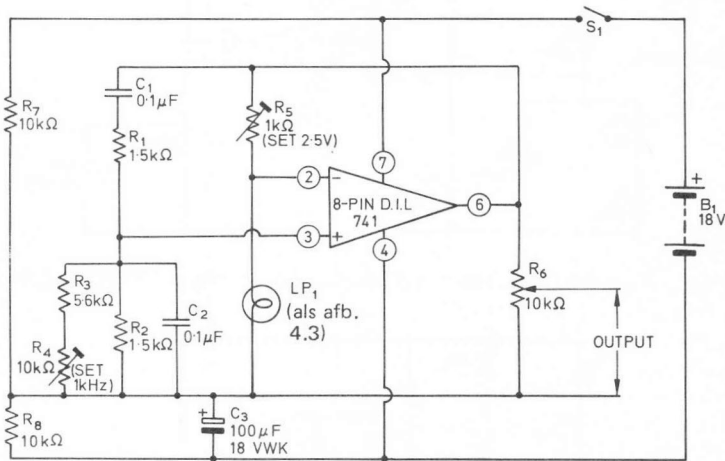 S1
C1
0·1µF
R7
10kΩ
R5
1kΩ
(SET 2·5V)
R1
1·5kΩ
7
2
−
8-PIN D.I.L
741
6
+
B1
18V
3
+
4
R3
5·6kΩ
LP1
(als afb.
4.3)
R6
10kΩ
C2
0·1µF
R2
1·5kΩ
R4
10kΩ
(SET
1kHz)
OUTPUT
R8
10kΩ
+
C3
100µF
18 VWK